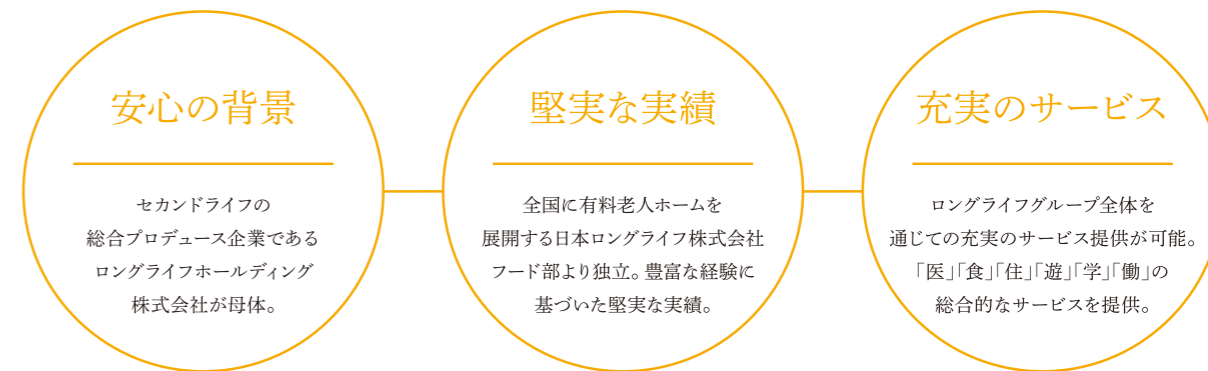 安心の背景
セカンドライフの
総合プロデュース企業である
ロングライフホールディング
株式会社が母体。
堅実な実績
全国に有料老人ホームを
展開する日本ロングライフ株式会社
フード部より独立。豊富な経験に
基づいた堅実な実績。
充実のサービス
ロングライフグループ全体を
通じての充実のサービス提供が可能。
「医」「食」「住」「遊」「学」「働」の
総合的なサービスを提供。